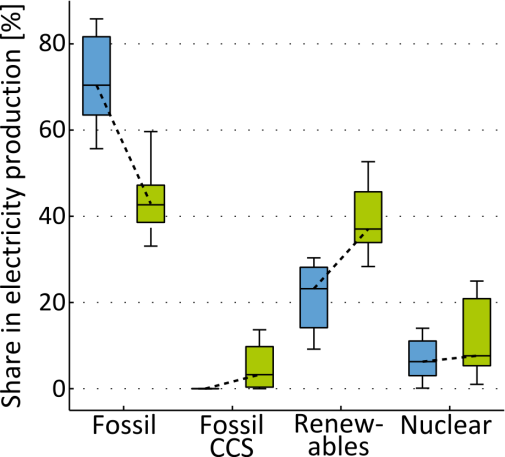 Share in electricity production [%]
80
60
40
20
0
Fossil
Fossil
CCS
Renew-
ables
Nuclear